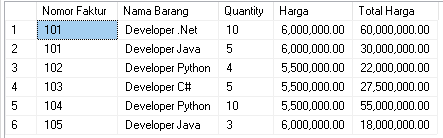 Nomor Faktur Nama Barang Quantity Harga Total Harga
1 101 Developer .Net 10 6,000,000.00 60,000,000.00
2 101 Developer Java 5 6,000,000.00 30,000,000.00
3 102 Developer Python 4 5,500,000.00 22,000,000.00
4 103 Developer C# 5 5,500,000.00 27,500,000.00
5 104 Developer Python 10 5,500,000.00 55,000,000.00
6 105 Developer Java 3 6,000,000.00 18,000,000.00